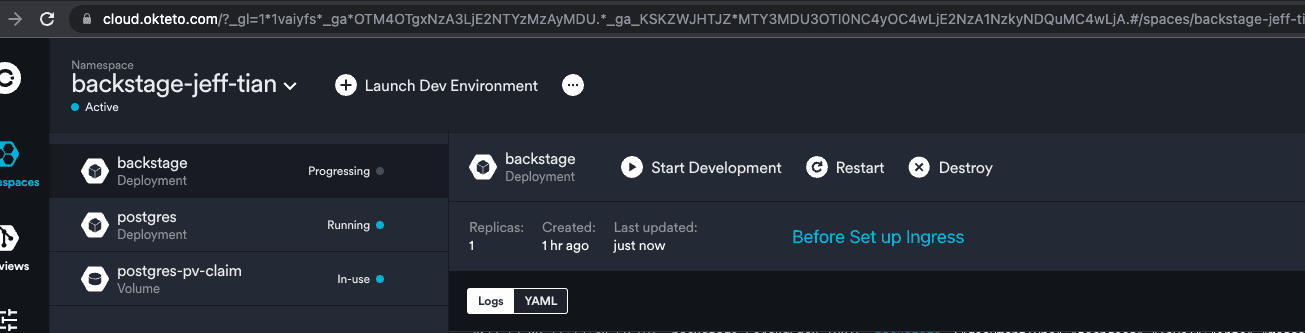 cloud.okteto.com/?_gl=1*1vaiyfs*_ga*OTM4OTgxNzA3LjE2NTYzMzAyMDU.*_ga_KSKZWJHTJZ*MTY3MDU3OTI0NC4yOC4wLjE2NzA1NzkyNDQuMC4wLjA.#/spaces/backstage-jeff-ti
Namespace
backstage-jeff-tian
Active
Launch Dev Environment
spaces
views
backstage
Deployment
Progressing
postgres
Deployment
Running
postgres-pv-claim
Volume
In-use
backstage
Deployment
Start Development
Restart
Destroy
Replicas:
1
Created:
1 hr ago
Last updated:
just now
Before Set up Ingress
Logs
YAML